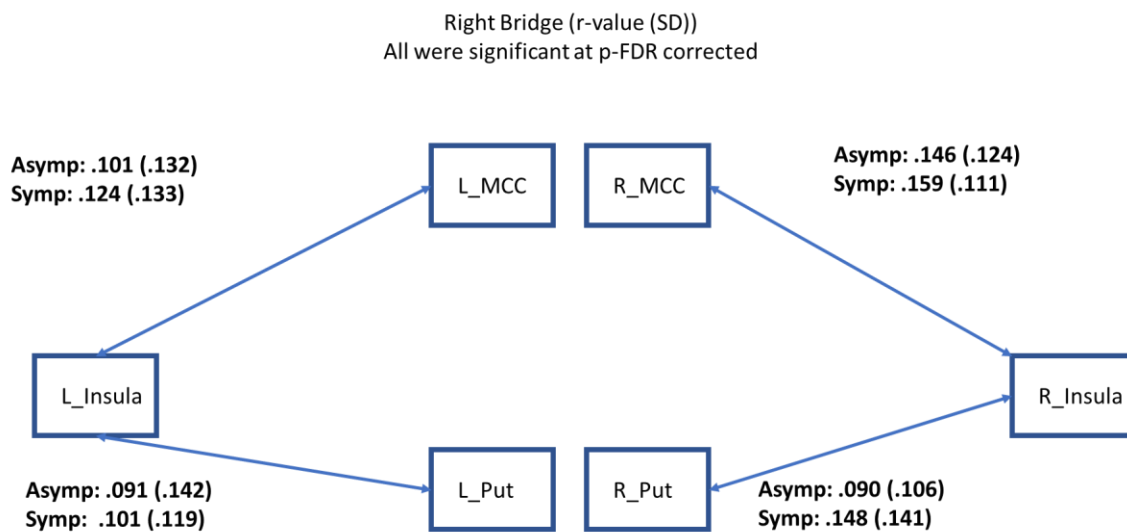 Right Bridge (r-value (SD))
All were significant at p-FDR corrected
Asymp: .101 (.132)
Symp: .124 (.133)
L_MCC
R_MCC
Asymp: .146 (.124)
Symp: .159 (.111)
L_Insula
R_Insula
Asymp: .091 (.142)
Symp:  .101 (.119)
L_Put
R_Put
Asymp: .090 (.106)
Symp: .148 (.141)